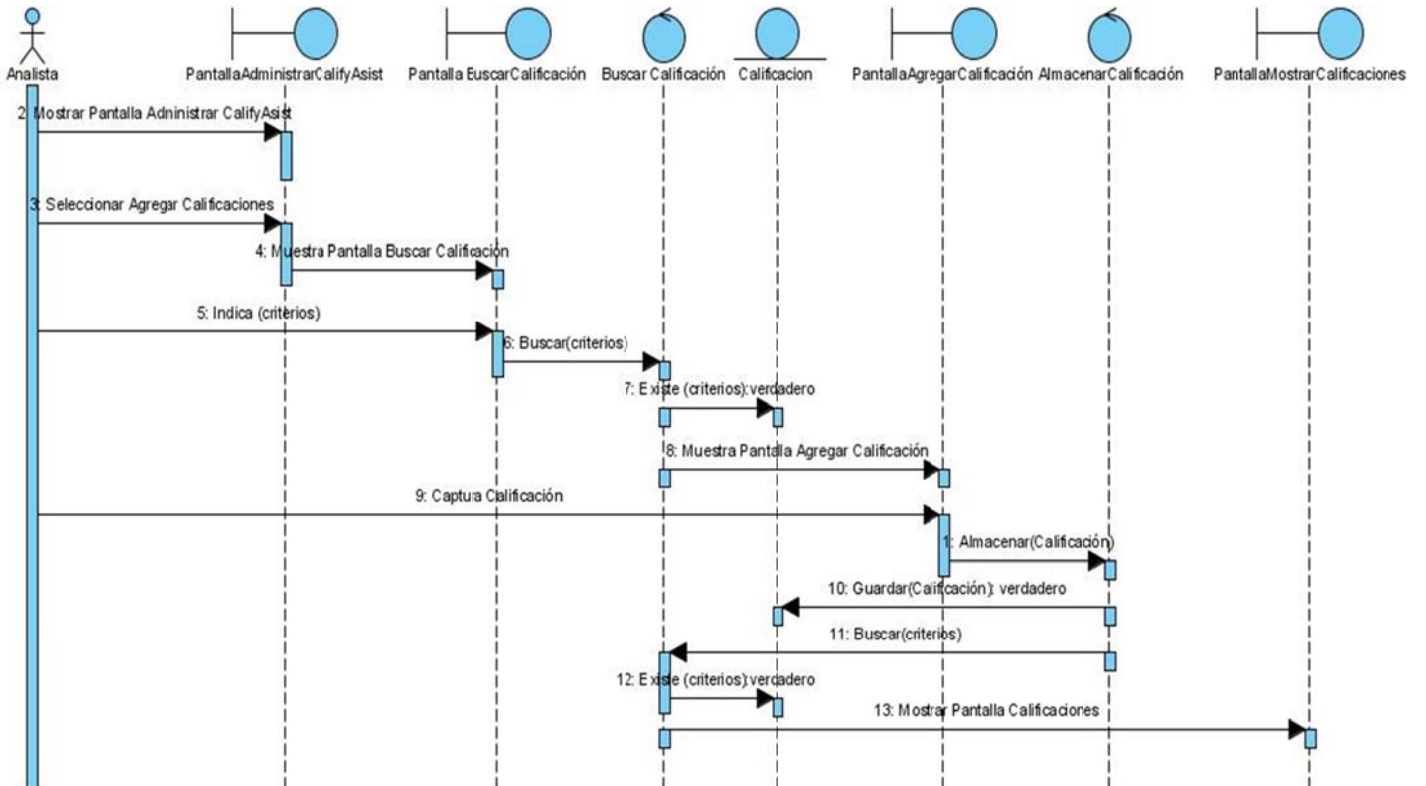 Analista
PantallaAdministrarCalifyAsist
Pantalla BuscarCalificación
Buscar Calificación
Calificacion
PantallaAgregarCalificación
AlmacenarCalificación
PantallaMostrarCalificaciones
2: Mostrar Pantalla Administrar CalifyAsist
3: Seleccionar Agregar Calificaciones
4: Muestra Pantalla Buscar Calificación
5: Indica (criterios)
6: Buscar(criterios)
7: Existe (criterios):verdadero
8: Muestra Pantalla Agregar Calificación
9: Captura Calificación
1: Almacenar(Calificación)
10: Guardar(Calificación): verdadero
11: Buscar(criterios)
12: Existe (criterios):verdadero
13: Mostrar Pantalla Calificaciones